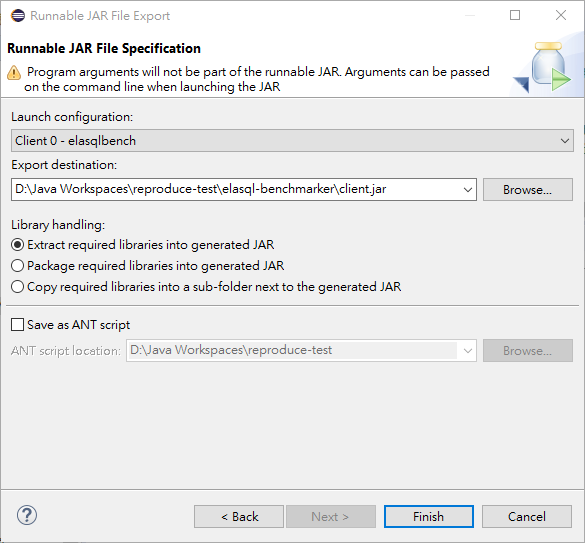 Runnable JAR File Export
Runnable JAR File Specification
Program arguments will not be part of the runnable JAR. Arguments can be passed
on the command line when launching the JAR
Launch configuration:
Client 0 - elasqlbench
Export destination:
D:\Java Workspaces\reproduce-test\elasql-benchmarker\client.jar
Browse...
Library handling:
Extract required libraries into generated JAR
Package required libraries into generated JAR
Copy required libraries into a sub-folder next to the generated JAR
Save as ANT script
ANT script location:
D:\Java Workspaces\reproduce-test
Browse...
?
< Back
Next >
Finish
Cancel